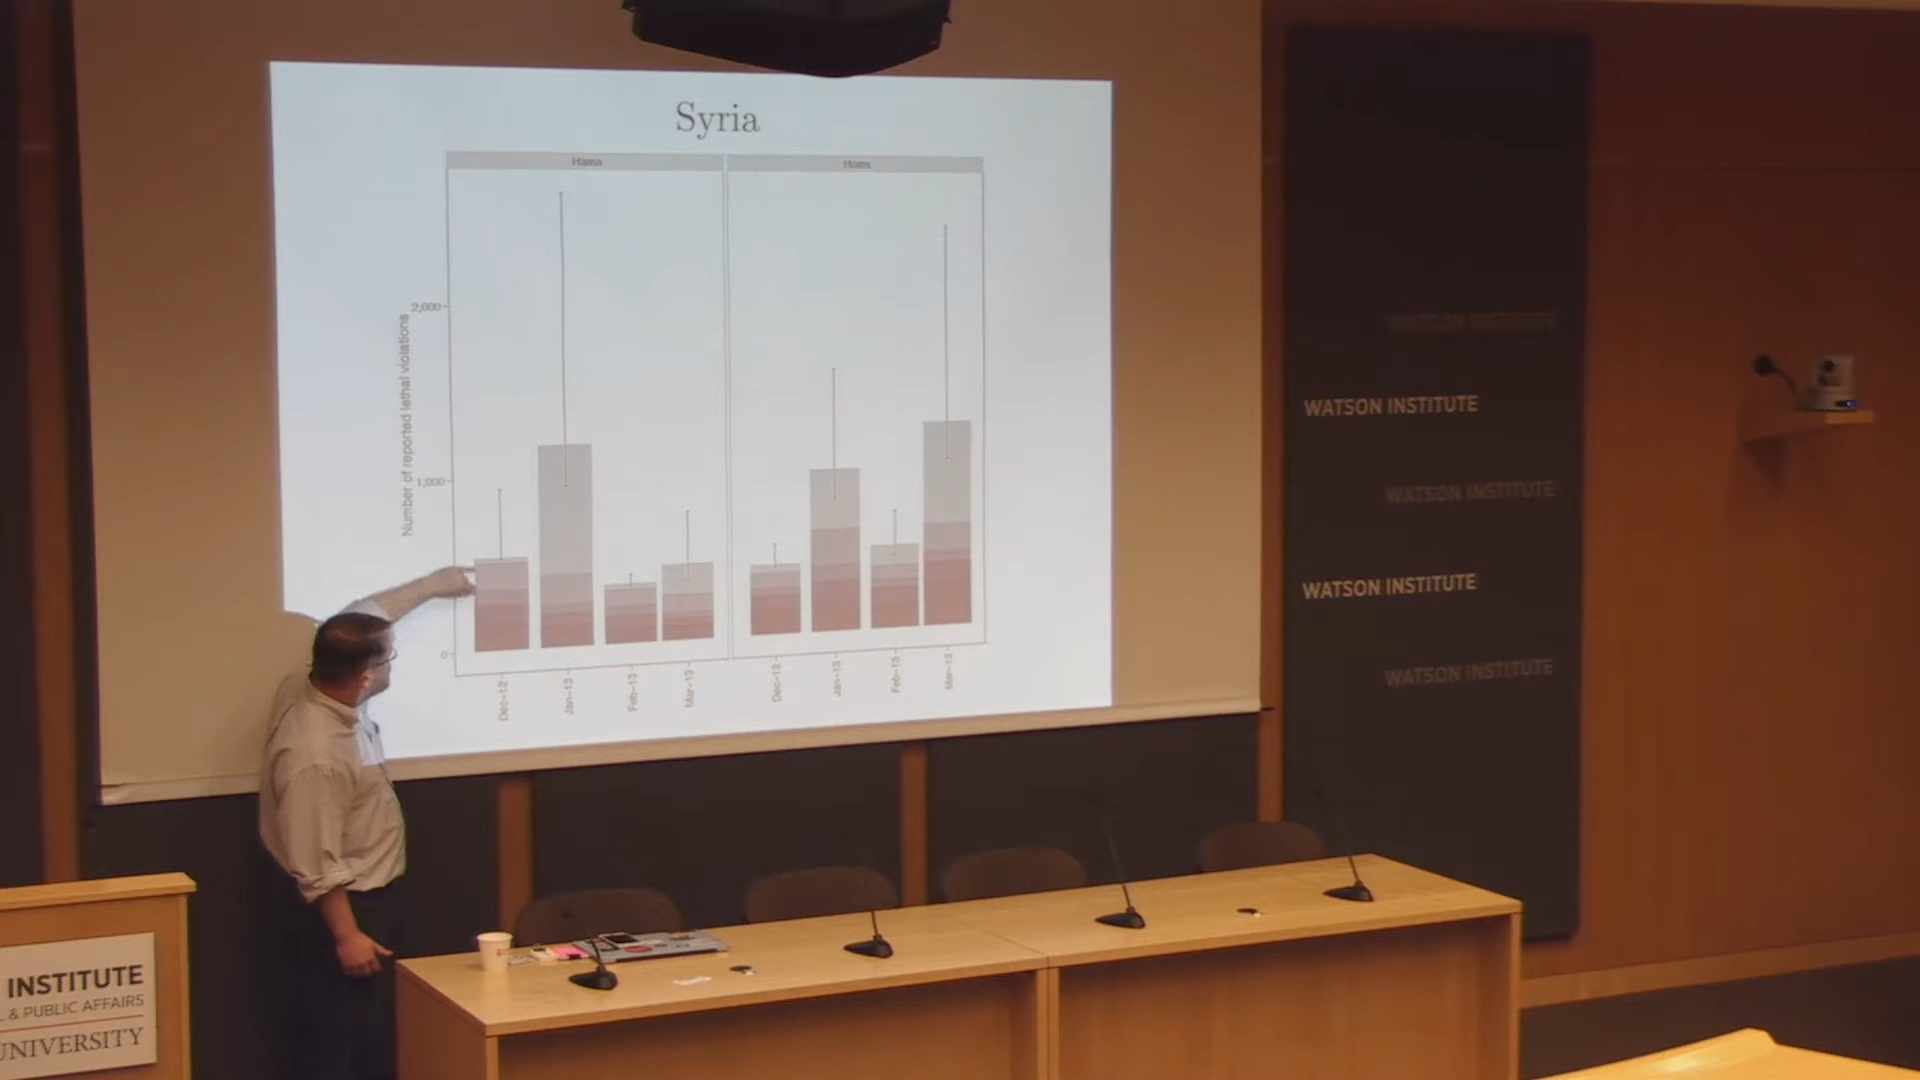 Syria
Hama
Homs
Number of reported lethal violations
2,000
1,000
0
Dec-12
Jan-13
Feb-13
Mar-13
Dec-12
Jan-13
Feb-13
Mar-13
WATSON INSTITUTE
WATSON INSTITUTE
WATSON INSTITUTE
WATSON INSTITUTE
WATSON INSTITUTE
INSTITUTE
L & PUBLIC AFFAIRS
UNIVERSITY